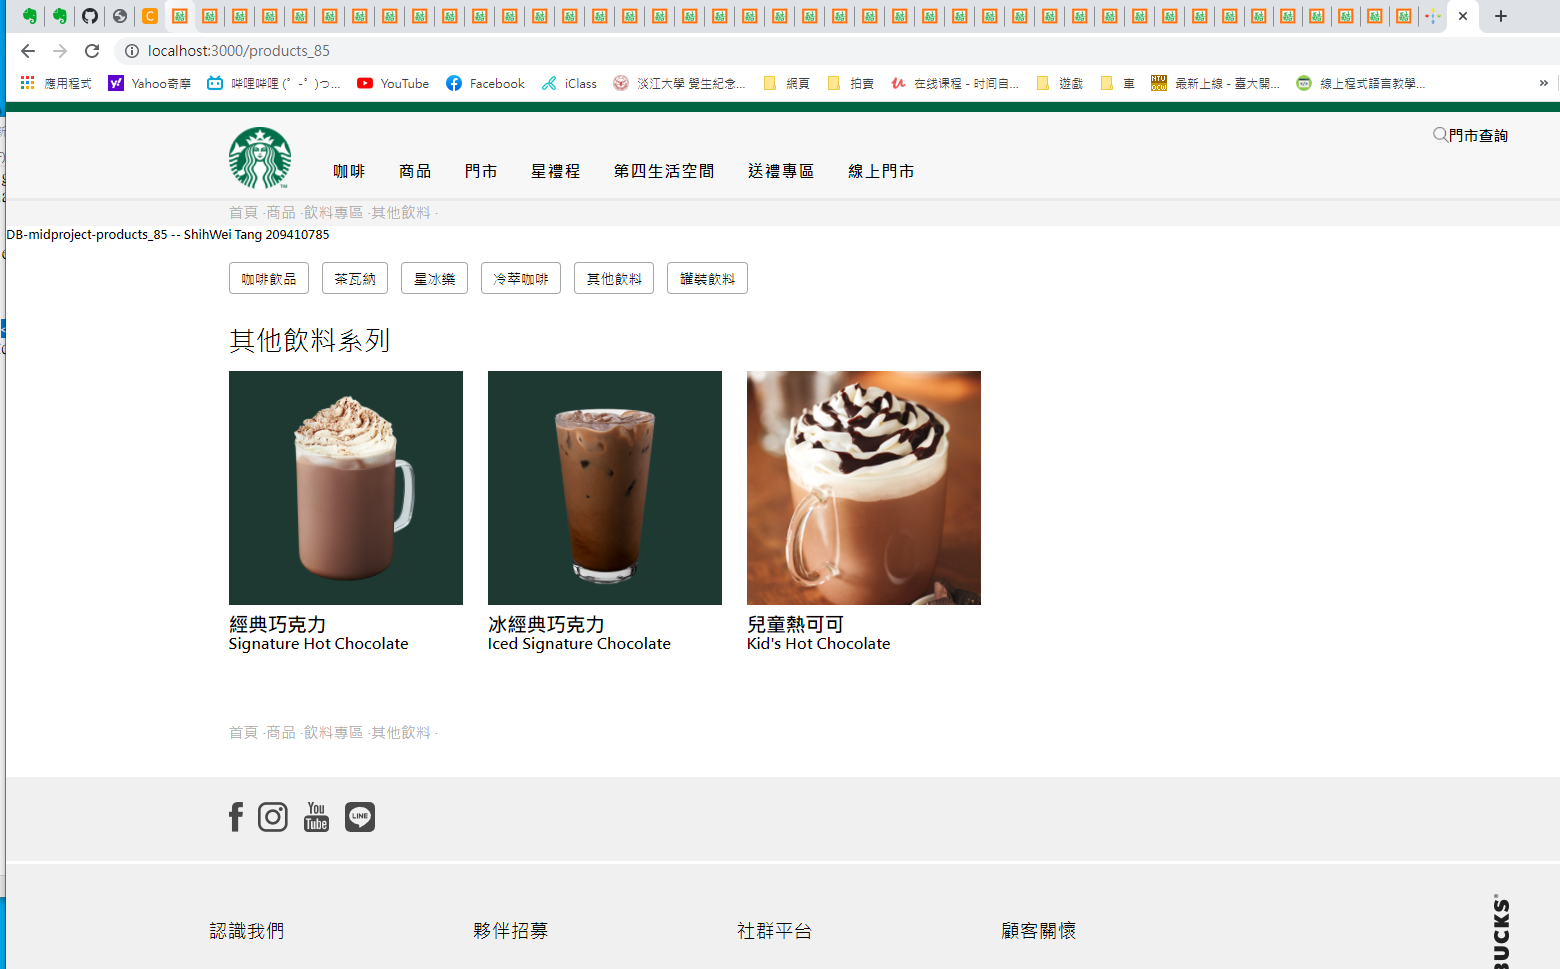 localhost:3000/products_85
應用程式 Yahoo奇摩 哔哩哔哩 (゜-゜)つ... YouTube Facebook iClass 淡江大學 覺生紀念... 網頁 拍賣 在线课程 - 时间自... 遊戲 車 最新上線 - 臺大開... 線上程式語言教學... »
門市查詢
咖啡 商品 門市 星禮程 第四生活空間 送禮專區 線上門市
首頁 ·商品 ·飲料專區 ·其他飲料 ·
DB-midproject-products_85 -- ShihWei Tang 209410785
咖啡飲品 茶瓦納 星冰樂 冷萃咖啡 其他飲料 罐裝飲料
其他飲料系列
經典巧克力 冰經典巧克力 兒童熱可可
Signature Hot Chocolate Iced Signature Chocolate Kid's Hot Chocolate
首頁 ·商品 ·飲料專區 ·其他飲料 ·
You Tube LINE
認識我們 夥伴招募 社群平台 顧客關懷
BUCKS